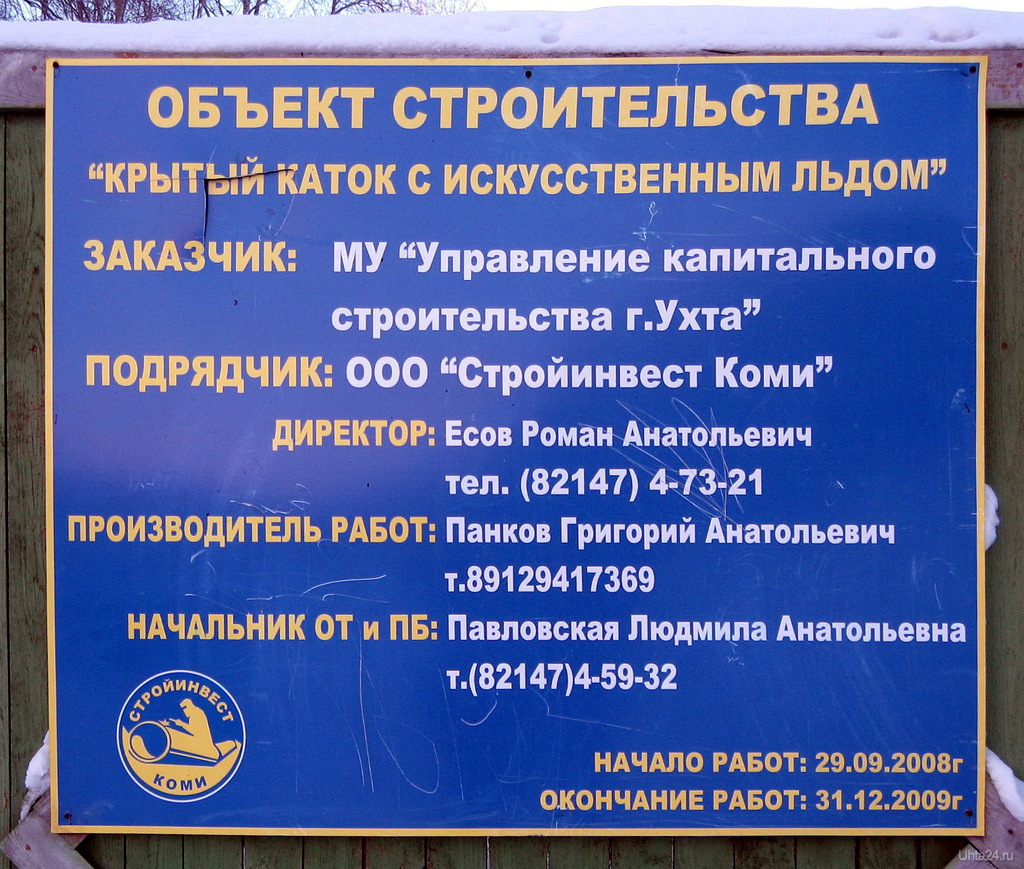 ОБЪЕКТ СТРОИТЕЛЬСТВА
“КРЫТЫЙ КАТОК С ИСКУССТВЕННЫМ ЛЬДОМ”
ЗАКАЗЧИК: МУ “Управление капитального
строительства г.Ухта”
ПОДРЯДЧИК: ООО “Стройинвест Коми”
ДИРЕКТОР: Есов Роман Анатольевич
тел. (82147) 4-73-21
ПРОИЗВОДИТЕЛЬ РАБОТ: Панков Григорий Анатольевич
т.89129417369
НАЧАЛЬНИК ОТ и ПБ: Павловская Людмила Анатольевна
т.(82147)4-59-32
СТРОЙИНВЕСТ
КОМИ
НАЧАЛО РАБОТ: 29.09.2008г
ОКОНЧАНИЕ РАБОТ: 31.12.2009г
Uhta24.ru